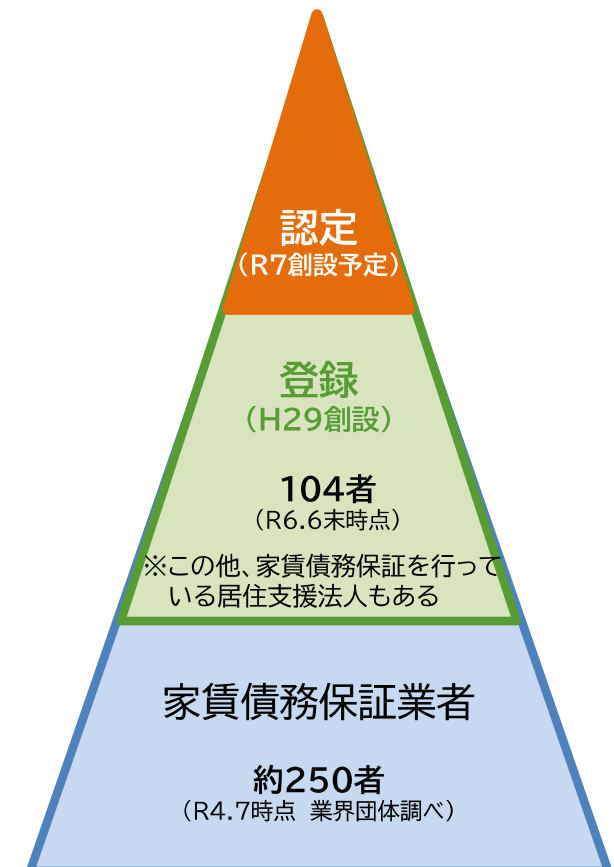 認定
（R7創設予定）
登録
（H29創設）
104者
（R6.6末時点）
※この他、家賃債務保証を行って
いる居住支援法人もある
家賃債務保証業者
約250者
（R4.7時点 業界団体調べ）